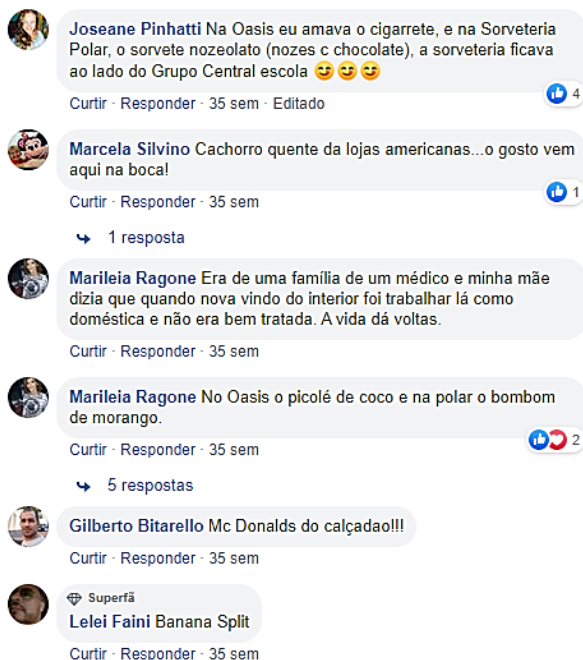 Joseane Pinhatti Na Oasis eu amava o cigarrete, e na Sorveteria
Polar, o sorvete nozeolato (nozes c chocolate), a sorveteria ficava
ao lado do Grupo Central escola 😏😏😏
4
Curtir · Responder · 35 sem · Editado
Marcela Silvino Cachorro quente da lojas americanas...o gosto vem
aqui na boca!
1
Curtir · Responder · 35 sem
1 resposta
Marileia Ragone Era de uma família de um médico e minha mãe
dizia que quando nova vindo do interior foi trabalhar lá como
doméstica e não era bem tratada. A vida dá voltas.
Curtir · Responder · 35 sem
Marileia Ragone No Oasis o picolé de coco e na polar o bombom
de morango.
2
Curtir · Responder · 35 sem
5 respostas
Gilberto Bitarello Mc Donalds do calçadao!!!
Curtir · Responder · 35 sem
Superfã
Lelei Faini Banana Split
Curtir · Responder · 35 sem